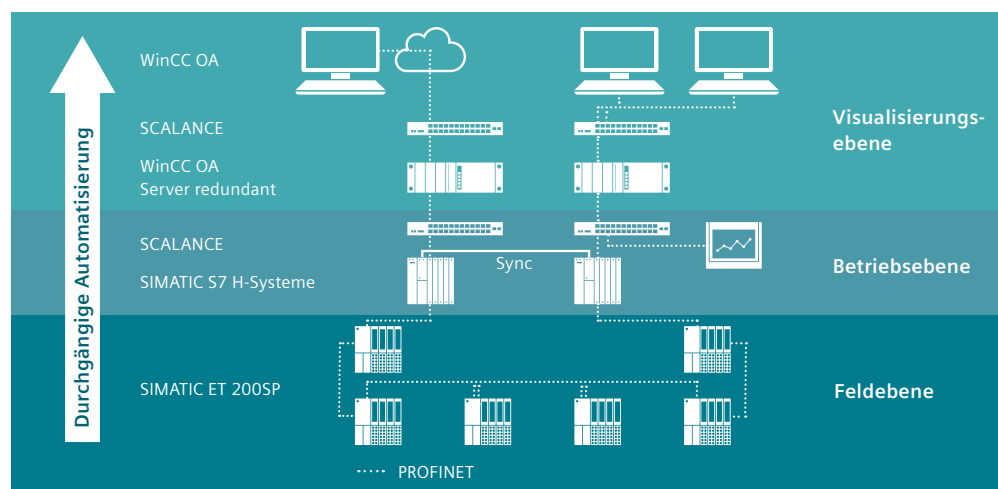 Durchgängige Automatisierung
WinCC OA
SCALANCE
WinCC OA
Server redundant
Visualisierungs-
ebene
SCALANCE
SIMATIC S7 H-Systeme
Sync
Betriebsebene
SIMATIC ET 200SP
Feldebene
PROFINET